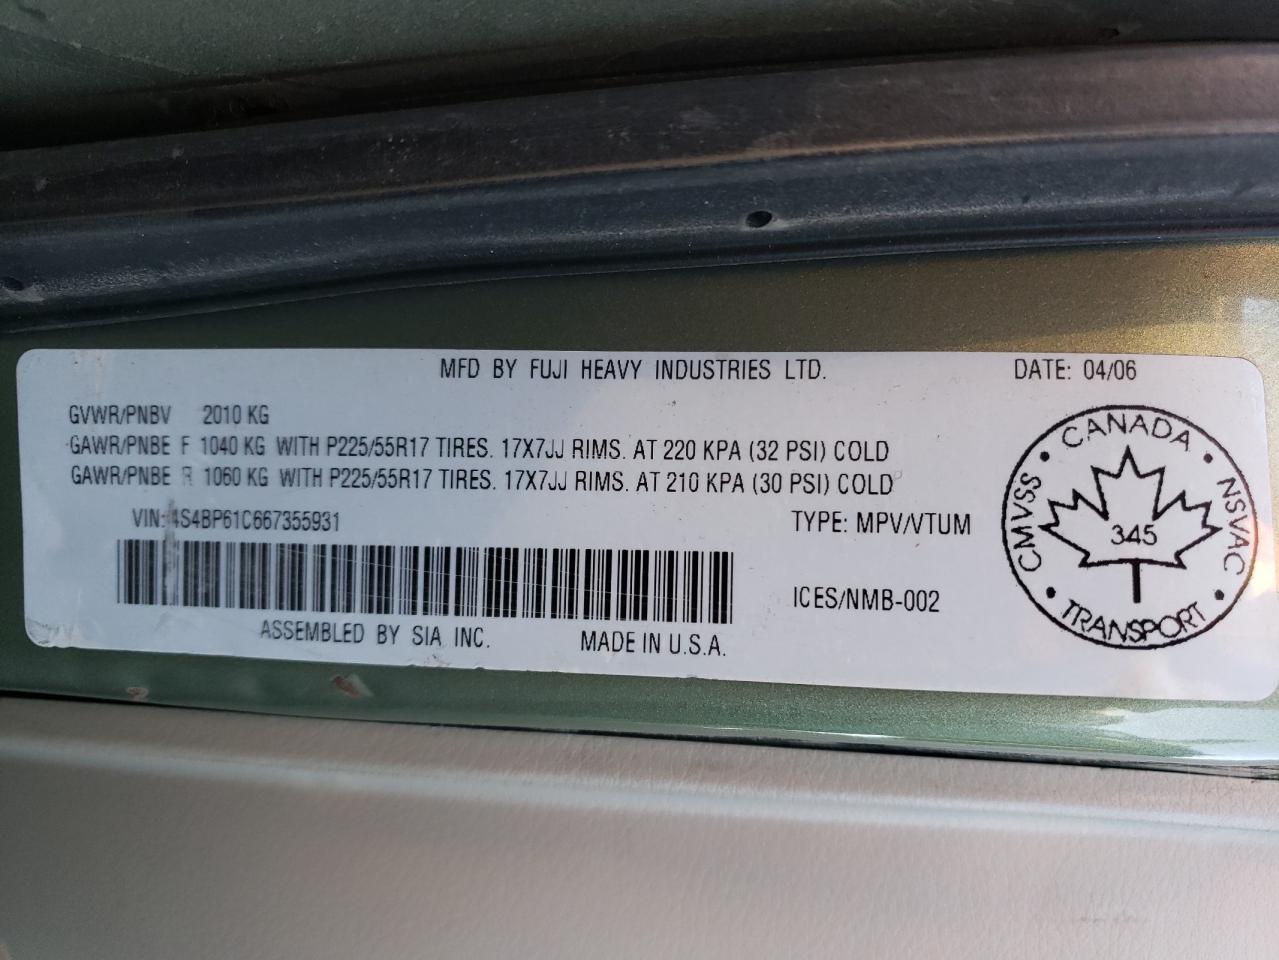 MFD BY FUJI HEAVY INDUSTRIES LTD. DATE: 04/06
GVWR/PNBV 2010 KG
GAWR/PNBE F 1040 KG WITH P225/55R17 TIRES. 17X7JJ RIMS. AT 220 KPA (32 PSI) COLD
GAWR/PNBE R 1060 KG WITH P225/55R17 TIRES. 17X7JJ RIMS. AT 210 KPA (30 PSI) COLD
VIN: 4S4BP61C667355931 TYPE: MPV/VTUM
ICES/NMB-002
ASSEMBLED BY SIA INC. MADE IN U.S.A.
CANADA
CMVSS
NSVAC
345
TRANSPORT